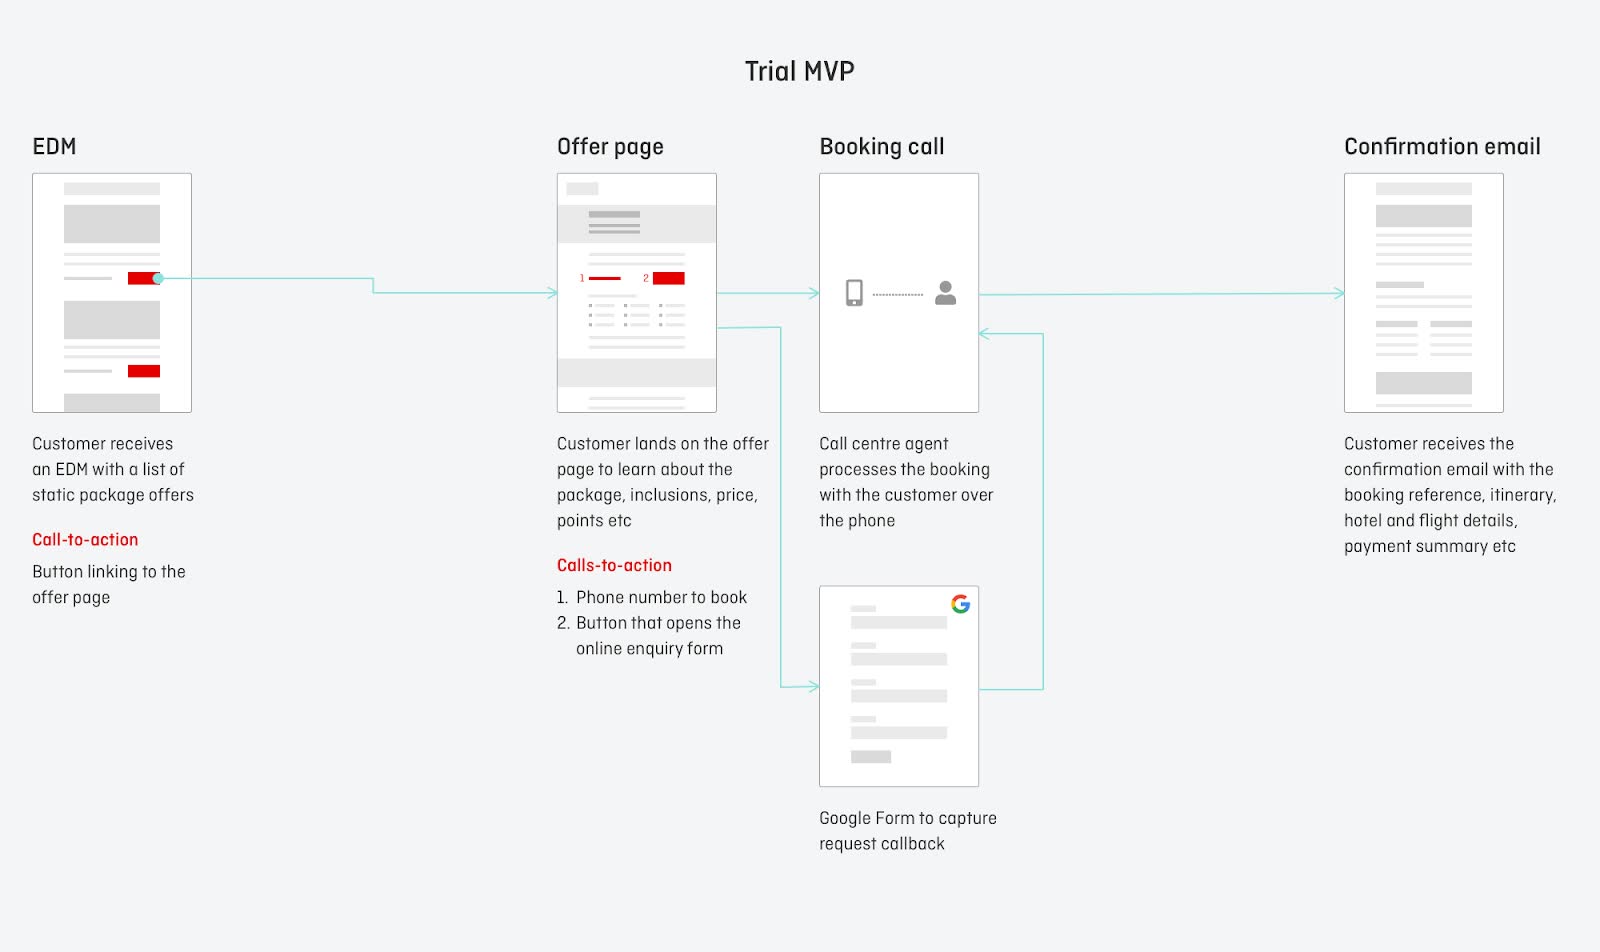 Trial MVP
EDM
Customer receives
an EDM with a list of
static package offers
Call-to-action
Button linking to the
offer page
Offer page
1
2
Customer lands on the offer
page to learn about the
package, inclusions, price,
points etc
Calls-to-action
1. Phone number to book
2. Button that opens the
online enquiry form
Booking call
Call centre agent
processes the booking
with the customer over
the phone
G
Google Form to capture
request callback
Confirmation email
Customer receives the
confirmation email with the
booking reference, itinerary,
hotel and flight details,
payment summary etc